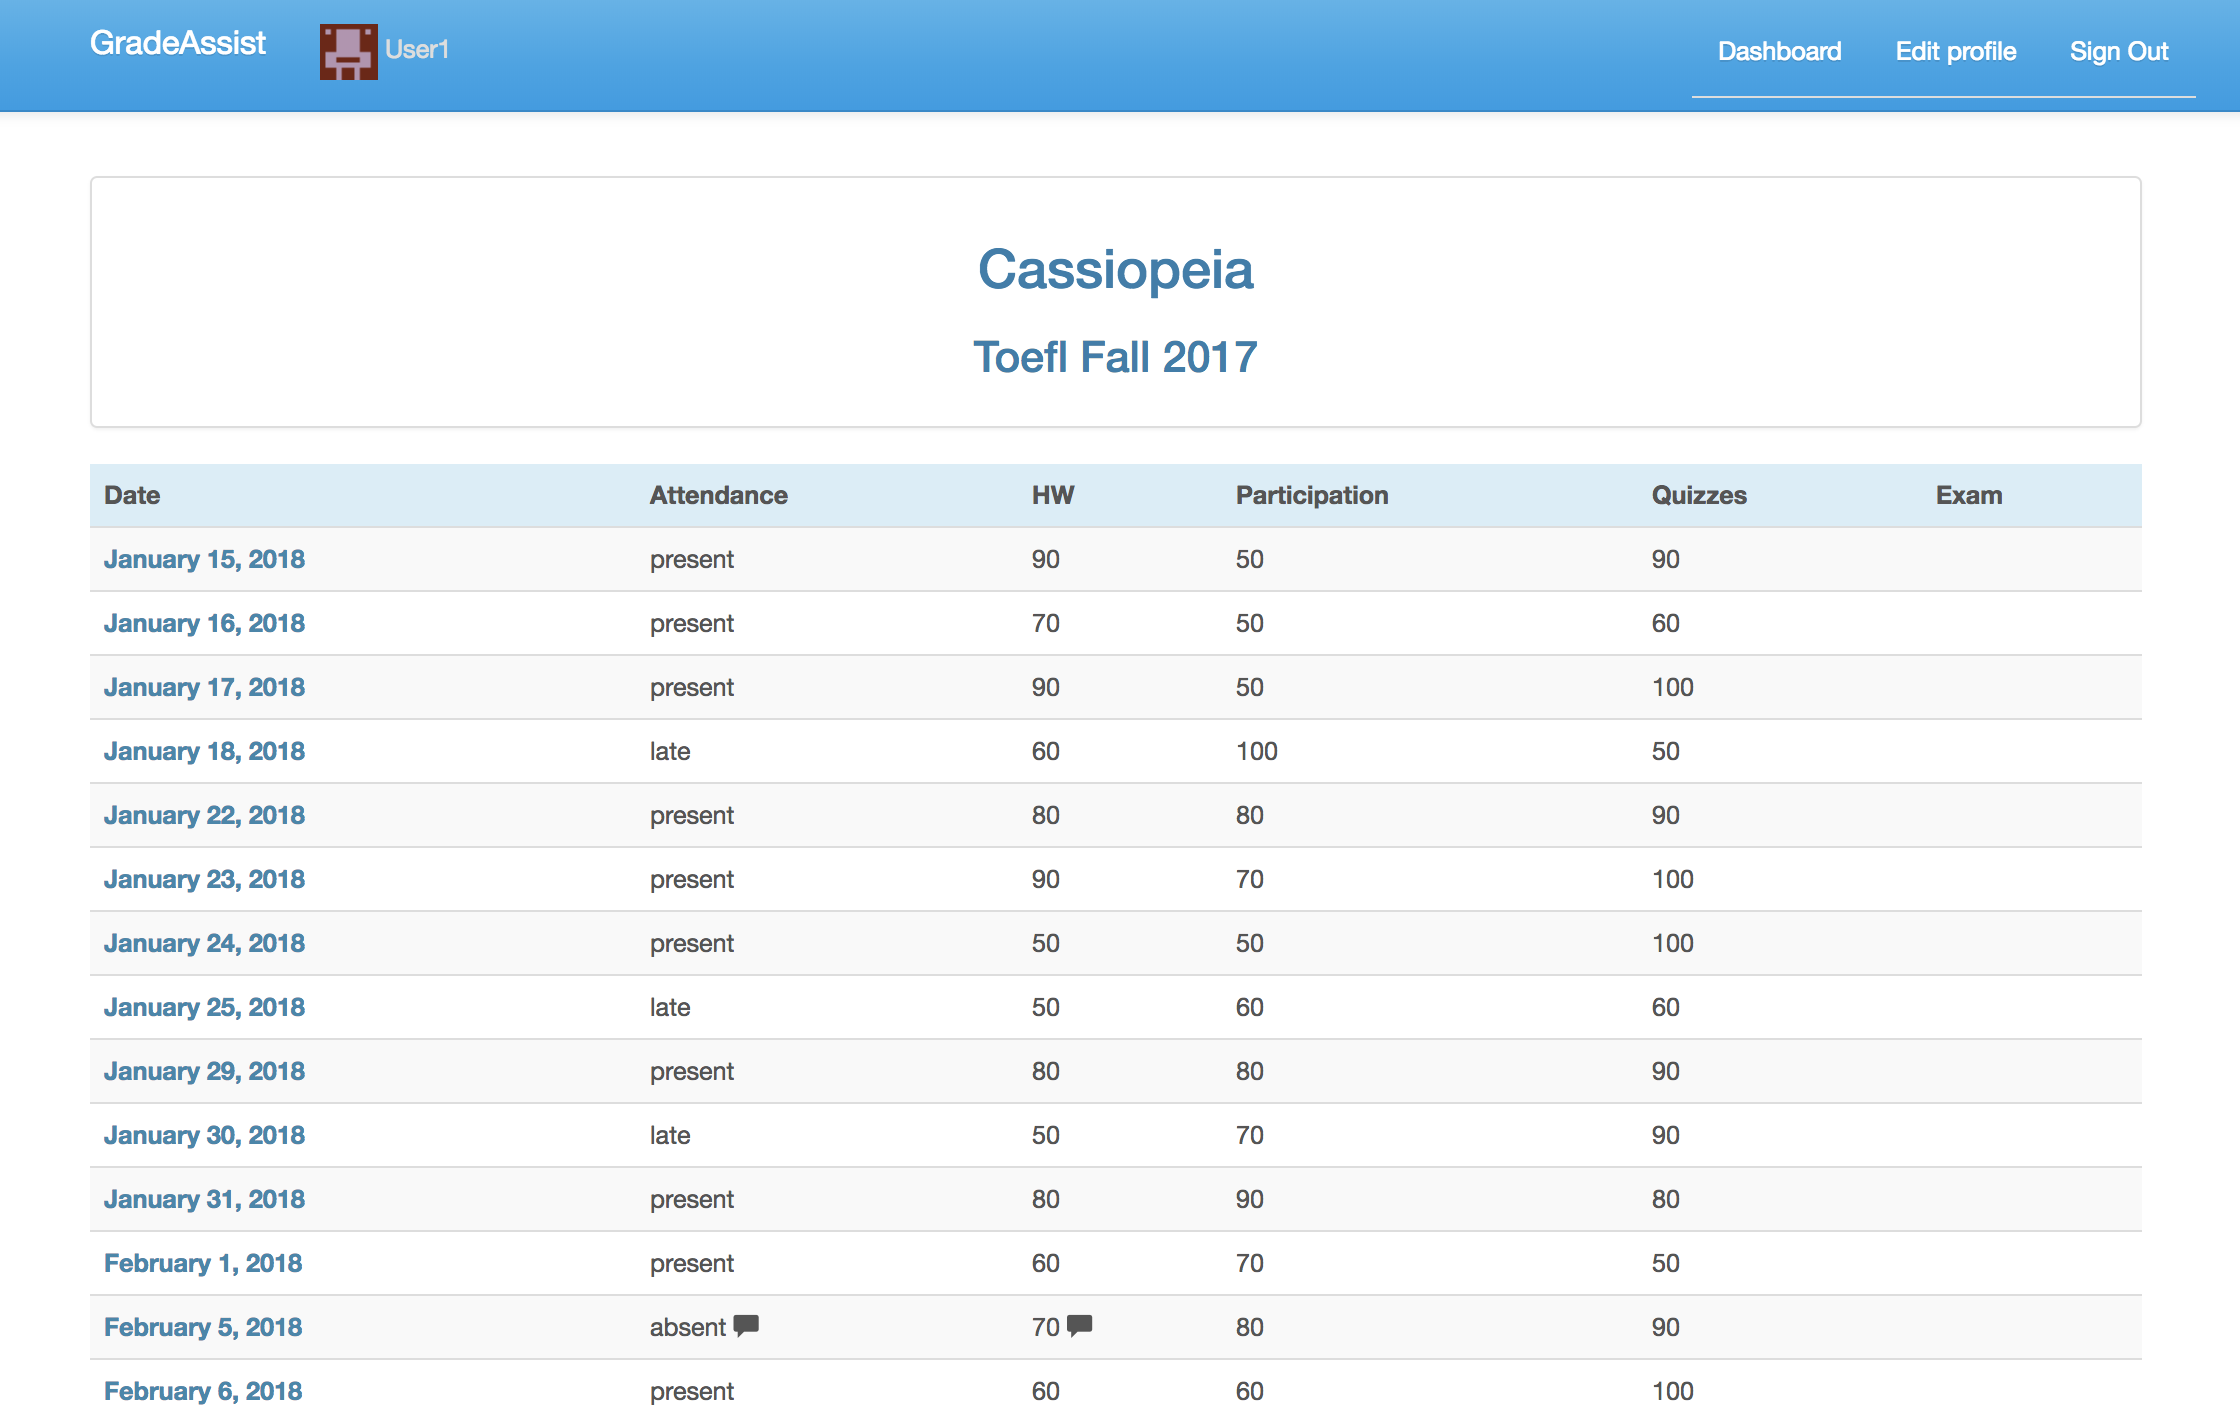 GradeAssist User1 Dashboard Edit profile Sign Out
Cassiopeia
Toefl Fall 2017
Date Attendance HW Participation Quizzes Exam
January 15, 2018 present 90 50 90
January 16, 2018 present 70 50 60
January 17, 2018 present 90 50 100
January 18, 2018 late 60 100 50
January 22, 2018 present 80 80 90
January 23, 2018 present 90 70 100
January 24, 2018 present 50 50 100
January 25, 2018 late 50 60 60
January 29, 2018 present 80 80 90
January 30, 2018 late 50 70 90
January 31, 2018 present 80 90 80
February 1, 2018 present 60 70 50
February 5, 2018 absent 70 80 90
February 6, 2018 present 60 60 100